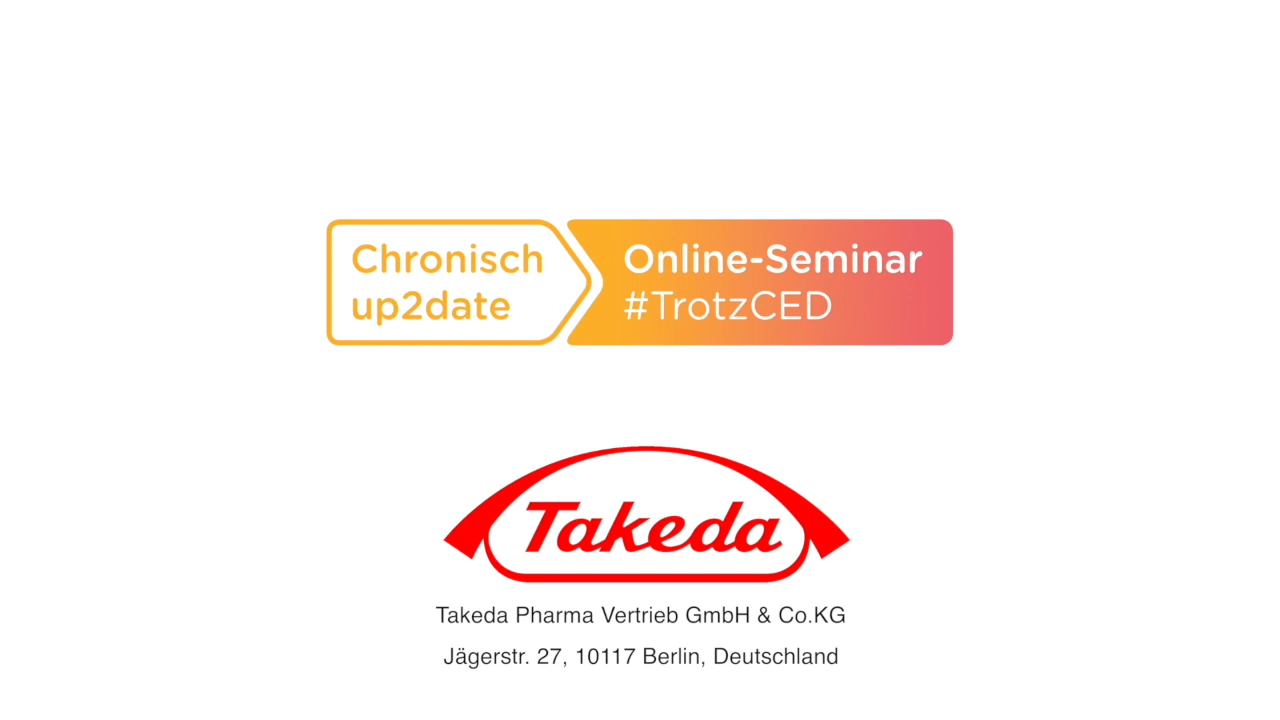 Chronisch
up2date
Online-Seminar
#TrotzCED
Takeda
Takeda Pharma Vertrieb GmbH & Co.KG
Jägerstr. 27, 10117 Berlin, Deutschland